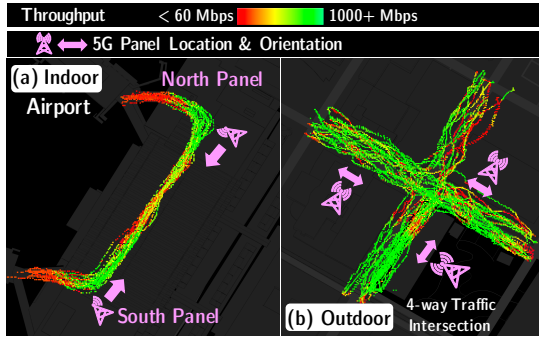 Throughput < 60 Mbps 1000+ Mbps
5G Panel Location & Orientation
(a) Indoor
Airport
North Panel
South Panel
(b) Outdoor
4-way Traffic
Intersection